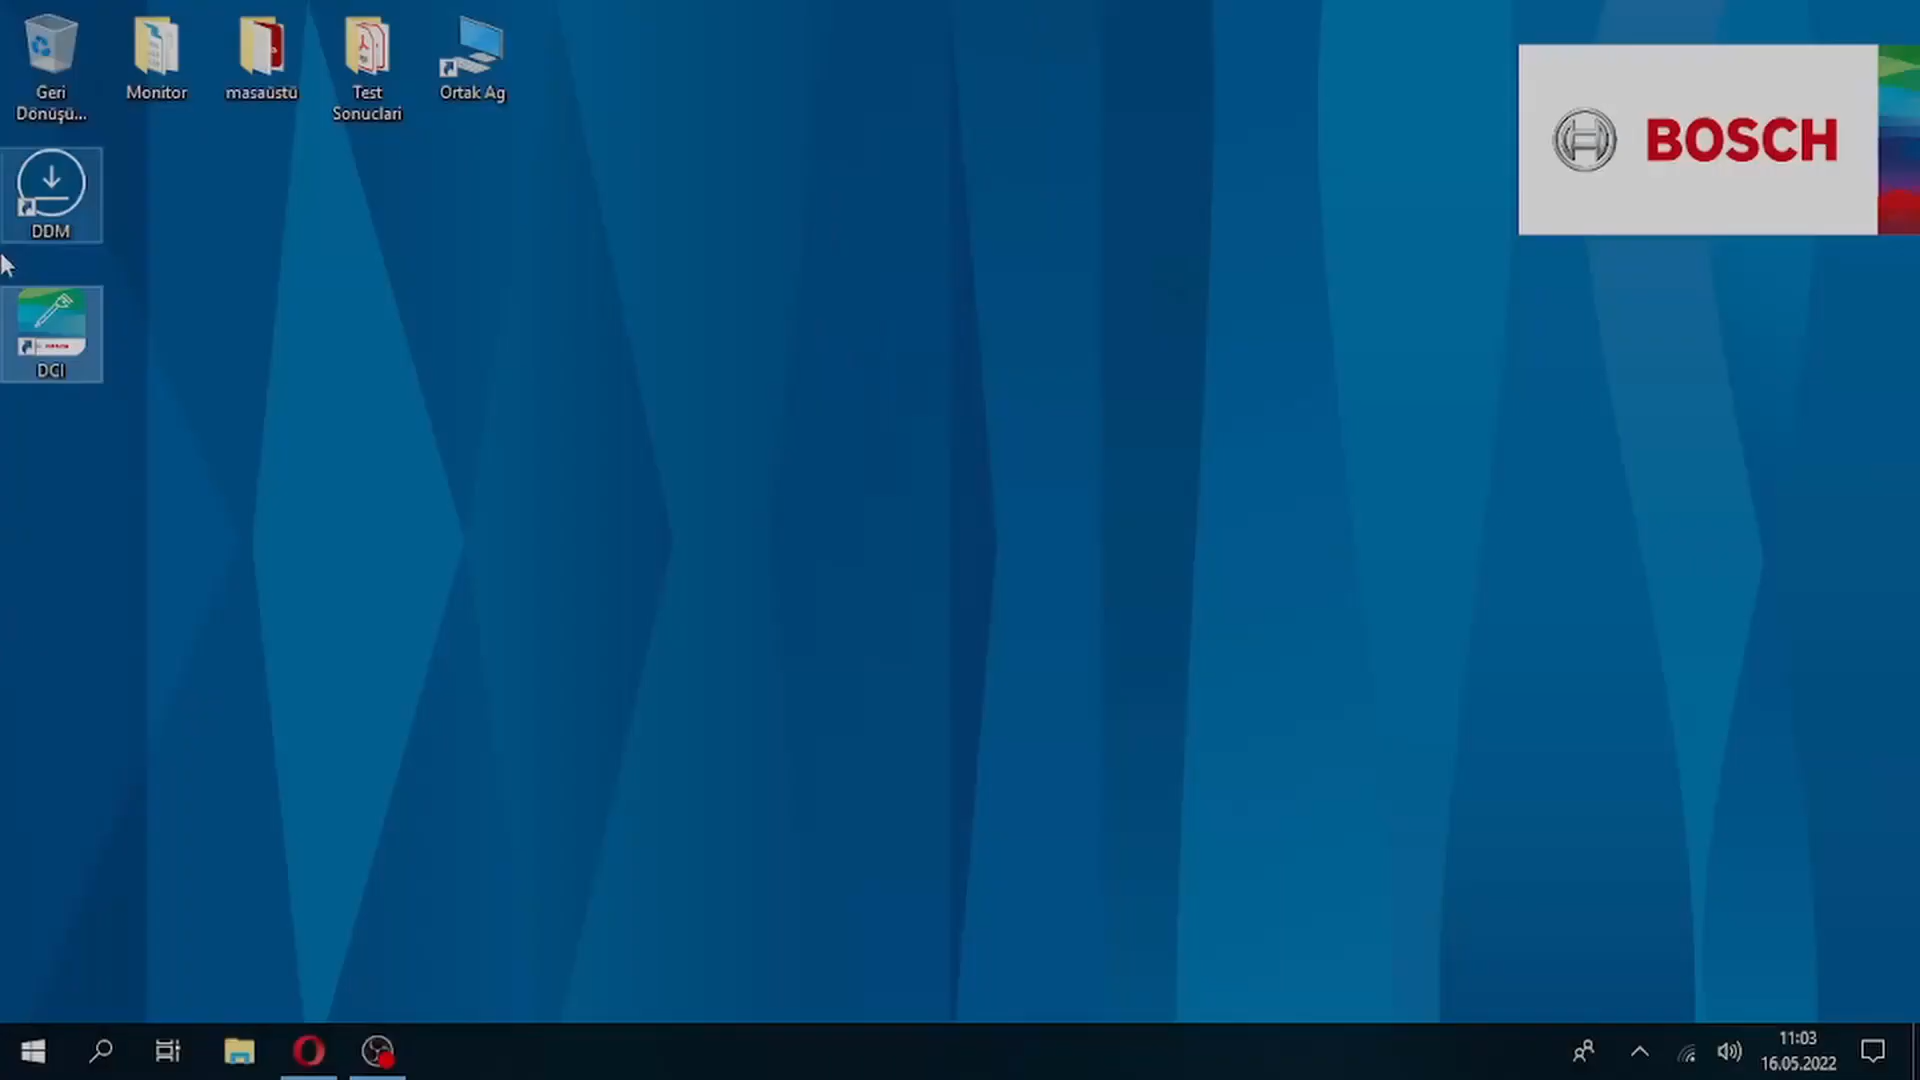 Geri
Dönüşü...
Monitor
masaüstü
Test
Sonuclari
Ortak Ag
BOSCH
DDM
DCI
11:03
16.05.2022